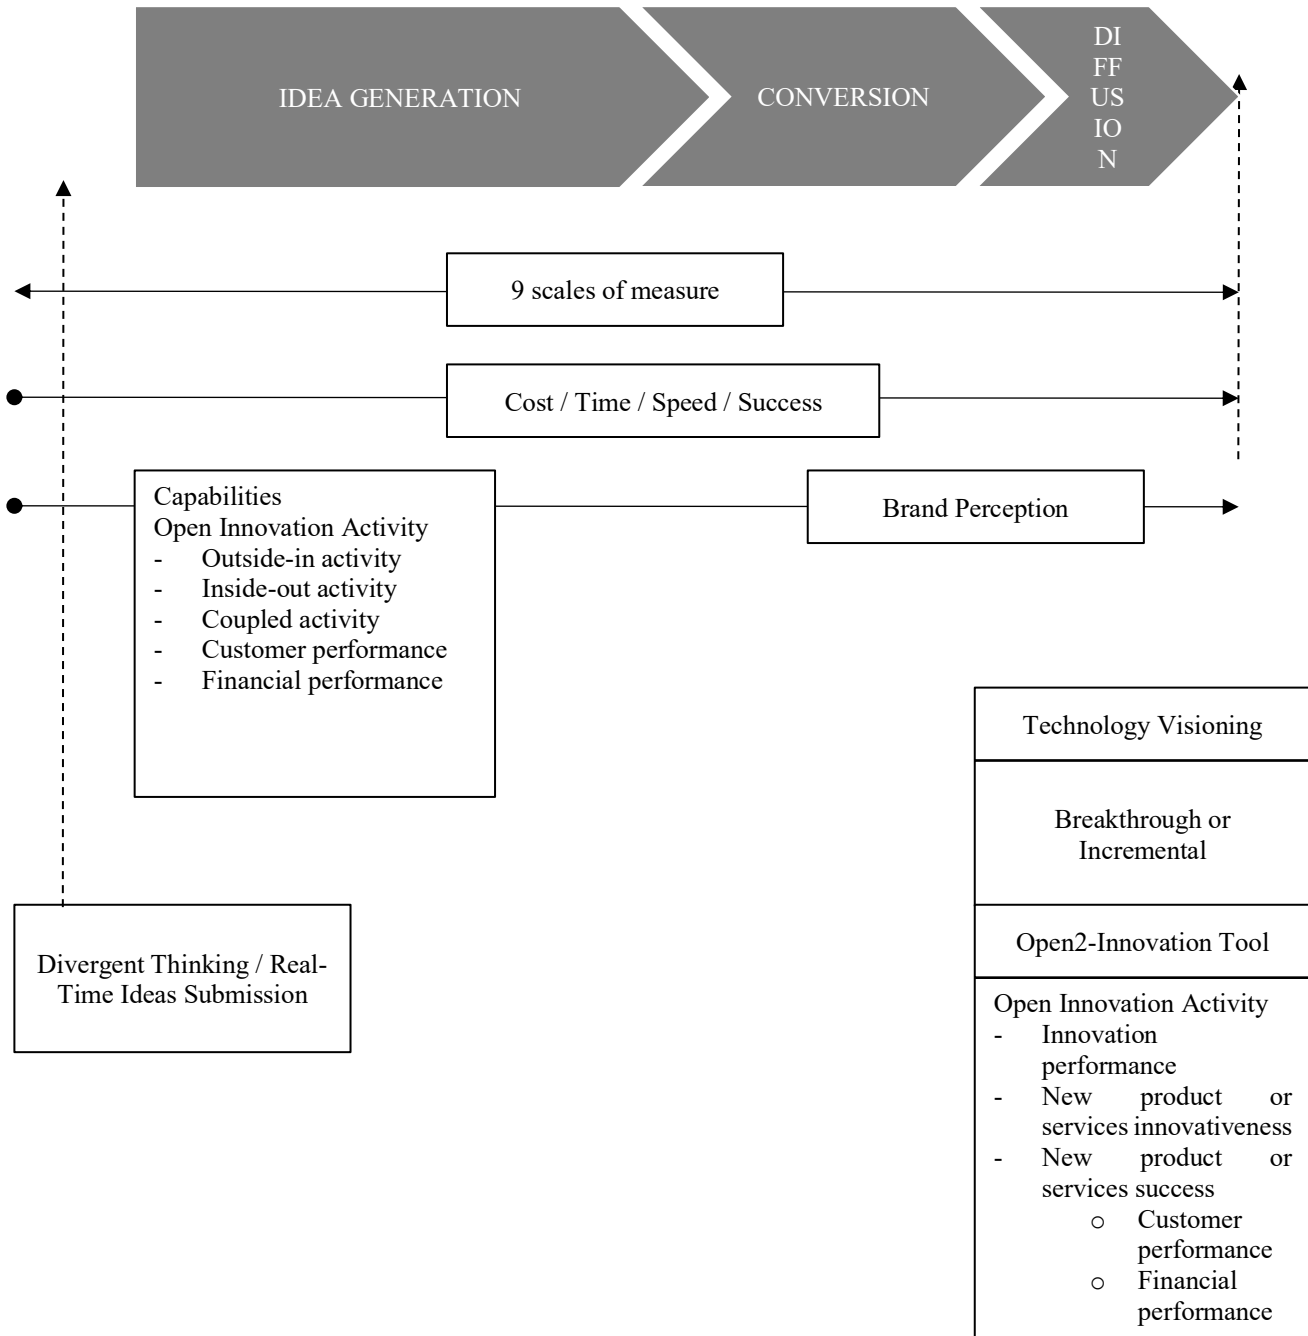 IDEA GENERATION
CONVERSION
DI
FF
US
IO
N
9 scales of measure
Cost / Time / Speed / Success
Capabilities
Open Innovation Activity
- Outside-in activity
- Inside-out activity
- Coupled activity
- Customer performance
- Financial performance
Brand Perception
Technology Visioning
Breakthrough or
Incremental
Open2-Innovation Tool
Divergent Thinking / Real-
Time Ideas Submission
Open Innovation Activity
- Innovation
performance
- New product or
services innovativeness
- New product or
services success
o Customer
performance
o Financial
performance